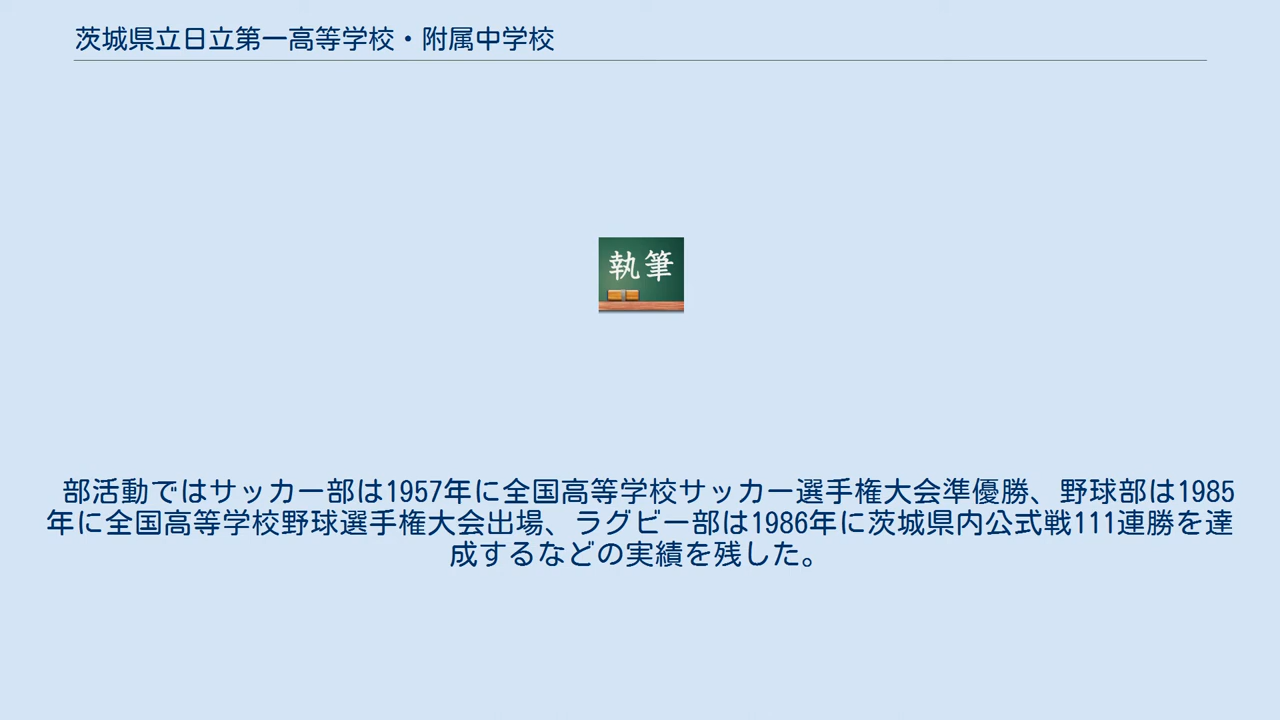 茨城県立日立第一高等学校・附属中学校
執筆
部活動ではサッカー部は1957年に全国高等学校サッカー選手権大会準優勝、野球部は1985
年に全国高等学校野球選手権大会出場、ラグビー部は1986年に茨城県内公式戦111連勝を達
成するなどの実績を残した。